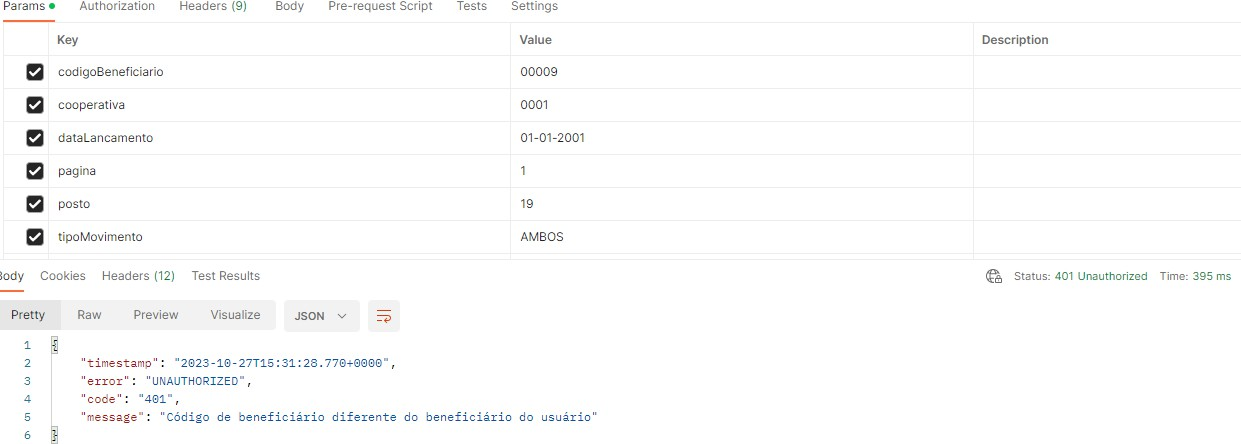 Params Authorization Headers (9) Body Pre-request Script Tests Settings
Key Value Description
codigoBeneficiario 00009
cooperativa 0001
dataLancamento 01-01-2001
pagina 1
posto 19
tipoMovimento AMBOS
Body Cookies Headers (12) Test Results Status: 401 Unauthorized Time: 395 ms
Pretty Raw Preview Visualize JSON
1 {
2 "timestamp": "2023-10-27T15:31:28.770+0000",
3 "error": "UNAUTHORIZED",
4 "code": "401",
5 "message": "Código de beneficiário diferente do beneficiário do usuário"
6 }